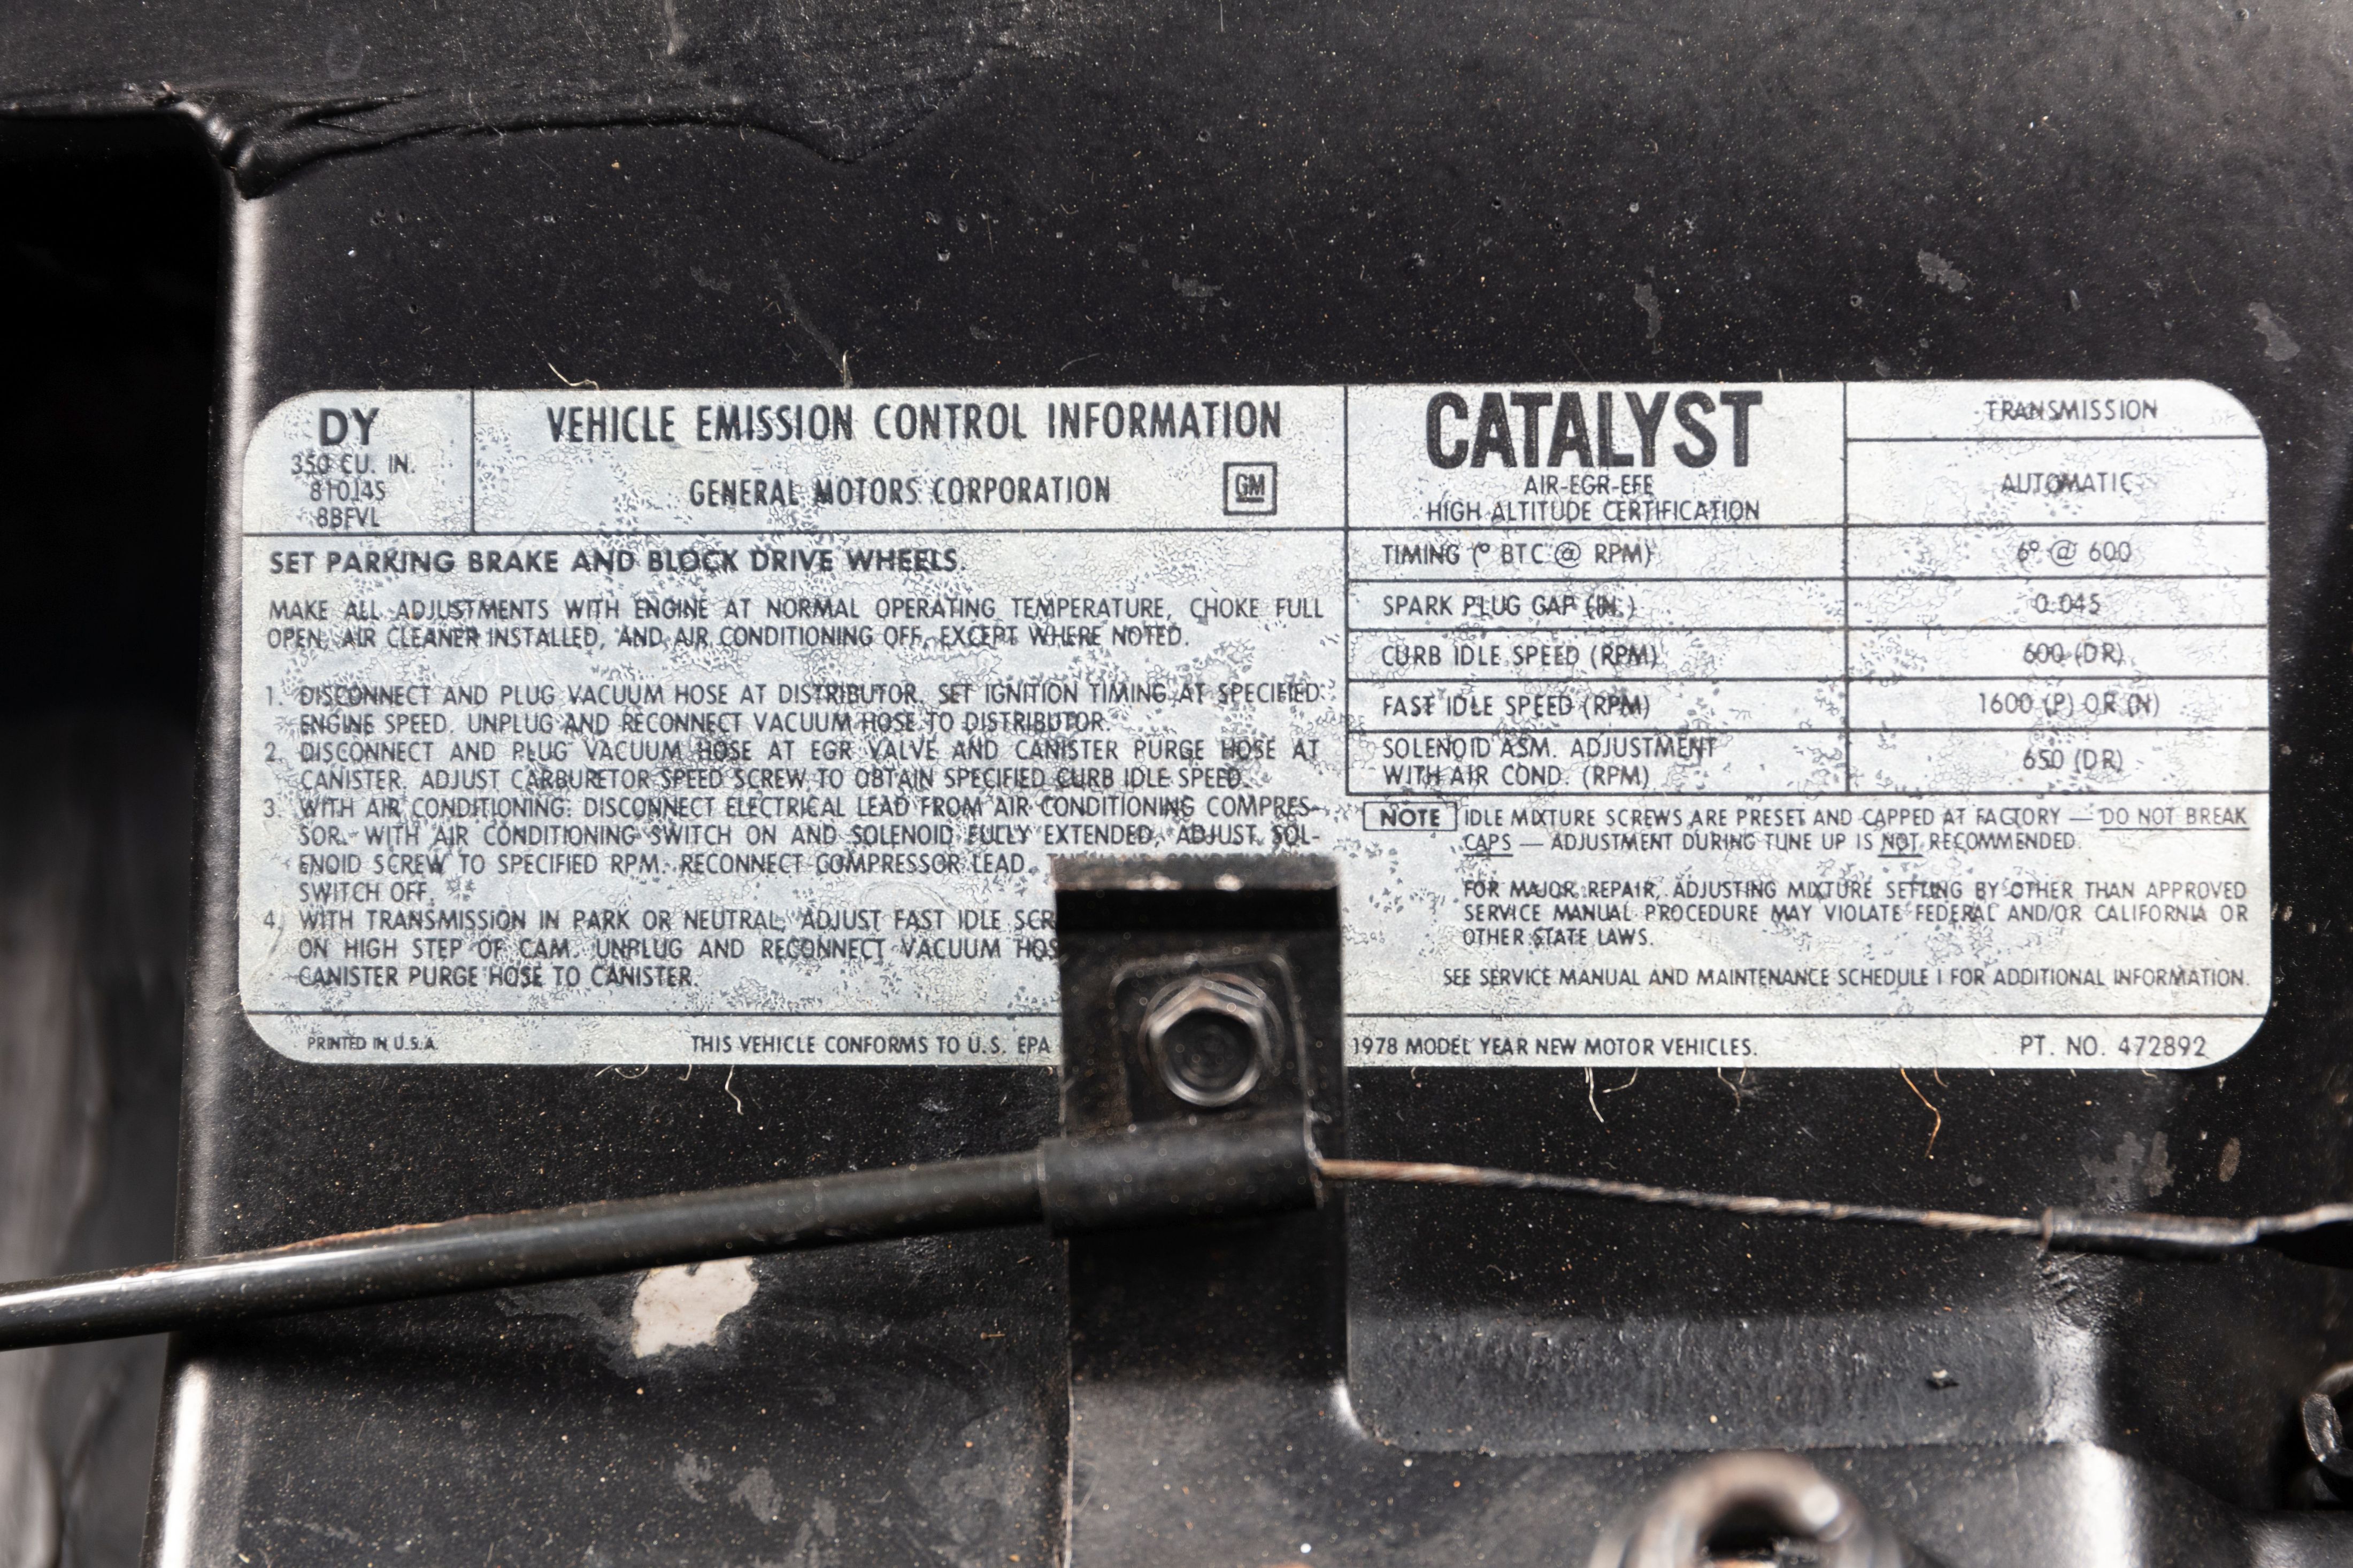 DY
350 CU. IN.
810J4S
8BFVL
VEHICLE EMISSION CONTROL INFORMATION
GENERAL MOTORS CORPORATION
GM
SET PARKING BRAKE AND BLOCK DRIVE WHEELS.
MAKE ALL ADJUSTMENTS WITH ENGINE AT NORMAL OPERATING TEMPERATURE, CHOKE FULL
OPEN, AIR CLEANER INSTALLED, AND AIR CONDITIONING OFF, EXCEPT WHERE NOTED.
1. DISCONNECT AND PLUG VACUUM HOSE AT DISTRIBUTOR. SET IGNITION TIMING AT SPECIFIED
ENGINE SPEED. UNPLUG AND RECONNECT VACUUM HOSE TO DISTRIBUTOR.
2. DISCONNECT AND PLUG VACUUM HOSE AT EGR VALVE AND CANISTER PURGE HOSE AT
CANISTER. ADJUST CARBURETOR SPEED SCREW TO OBTAIN SPECIFIED CURB IDLE SPEED.
3. WITH AIR CONDITIONING: DISCONNECT ELECTRICAL LEAD FROM AIR CONDITIONING COMPRES-
SOR. WITH AIR CONDITIONING SWITCH ON AND SOLENOID FULLY EXTENDED, ADJUST SOL-
ENOID SCREW TO SPECIFIED RPM. RECONNECT COMPRESSOR LEAD.
SWITCH OFF.
4. WITH TRANSMISSION IN PARK OR NEUTRAL, ADJUST FAST IDLE SCR
ON HIGH STEP OF CAM. UNPLUG AND RECONNECT VACUUM HOS
CANISTER PURGE HOSE TO CANISTER.
PRINTED IN U.S.A.
THIS VEHICLE CONFORMS TO U.S. EPA
CATALYST
AIR-EGR-EFE
HIGH ALTITUDE CERTIFICATION
TRANSMISSION
AUTOMATIC
TIMING (° BTC @ RPM) 6° @ 600
SPARK PLUG GAP (IN.) 0.045
CURB IDLE SPEED (RPM) 600 (DR)
FAST IDLE SPEED (RPM) 1600 (P) OR (N)
SOLENOID ASM. ADJUSTMENT
WITH AIR COND. (RPM) 650 (DR)
NOTE IDLE MIXTURE SCREWS ARE PRESET AND CAPPED AT FACTORY — DO NOT BREAK
CAPS — ADJUSTMENT DURING TUNE UP IS NOT RECOMMENDED.
FOR MAJOR REPAIR, ADJUSTING MIXTURE SETTING BY OTHER THAN APPROVED
SERVICE MANUAL PROCEDURE MAY VIOLATE FEDERAL AND/OR CALIFORNIA OR
OTHER STATE LAWS.
SEE SERVICE MANUAL AND MAINTENANCE SCHEDULE I FOR ADDITIONAL INFORMATION.
1978 MODEL YEAR NEW MOTOR VEHICLES.
PT. NO. 472892